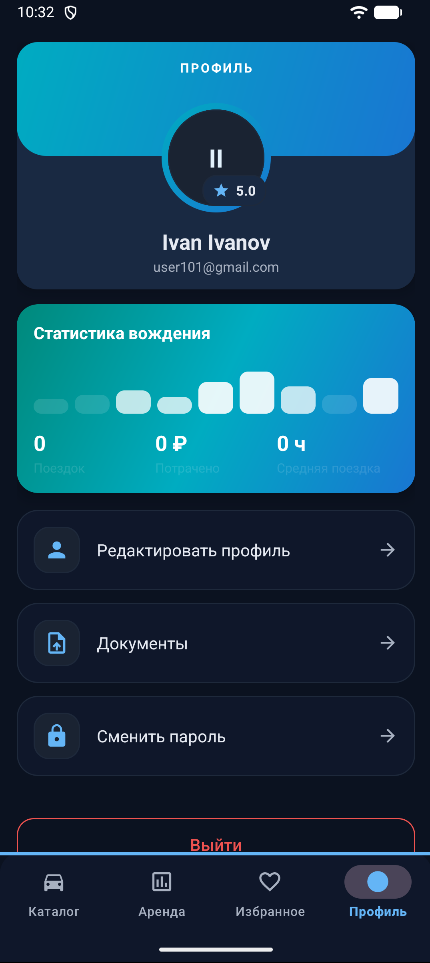 10:32
ПРОФИЛЬ
II
5.0
Ivan Ivanov
user101@gmail.com
Статистика вождения
0 0 ₽ 0 ч
Поездок Потрачено Средняя поездка
Редактировать профиль
Документы
Сменить пароль
Выйти
Каталог Аренда Избранное Профиль